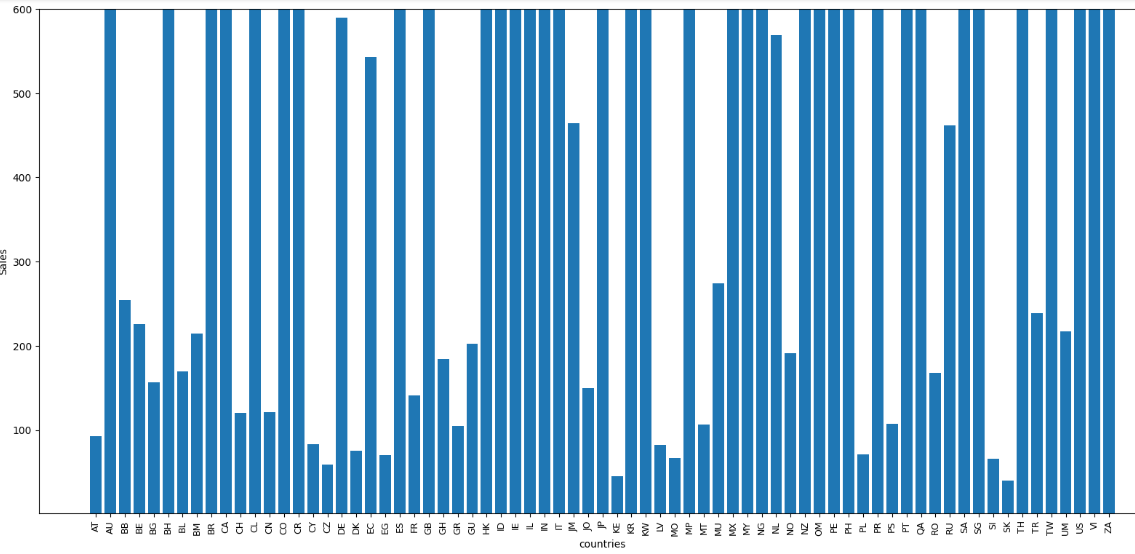 600
500
400
300
200
100
Sales
AT AU BB BE BG BH BL BM BR CA CH CL CN CO CR CY CZ DE DK EC EG ES FR GB GH GR GU HK ID IE IL IN IT JM JO JP KE KR KW LV MO MP MT MU MX MY NG NL NO NZ OM PE PH PL PR PS PT QA RO RU SA SG SI SK TH TR TW UM US VI ZA
countries